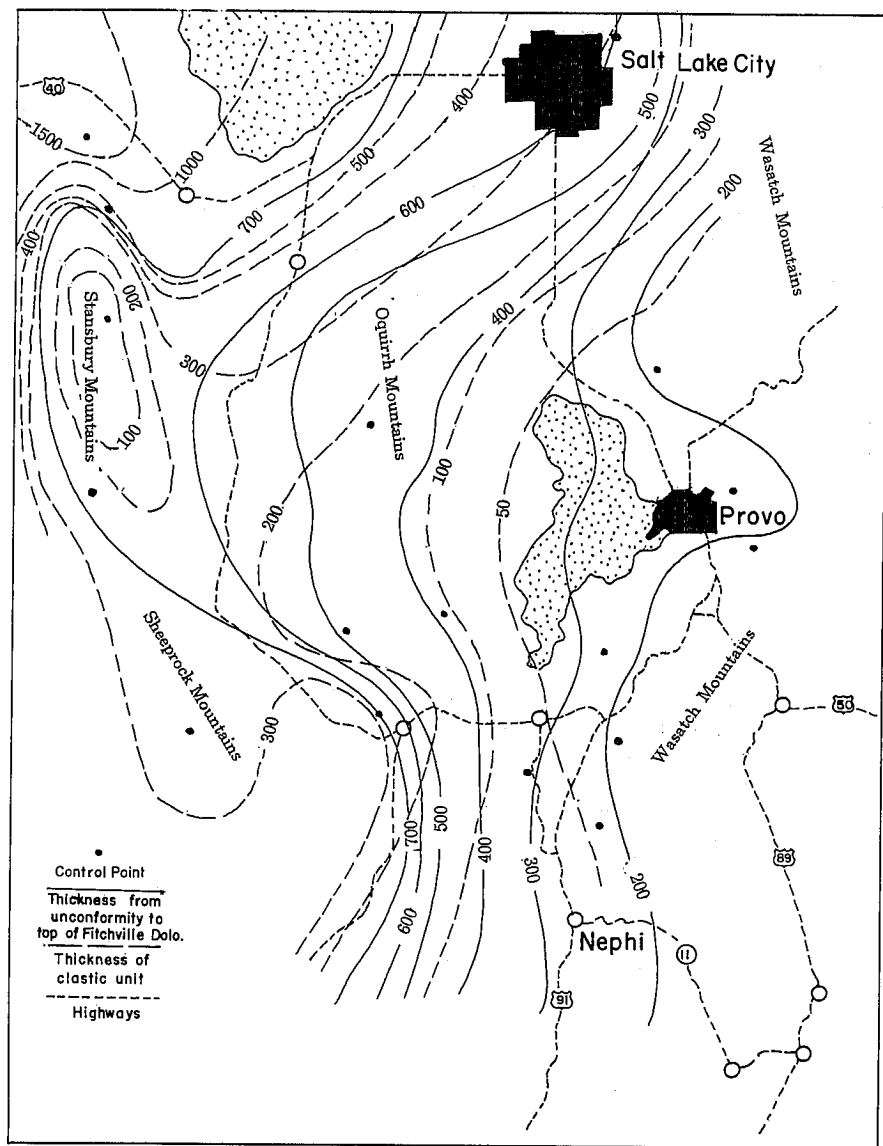 Salt Lake City
40
400
500
300
1500
1000
500
Wasatch Mountains
200
700
600
400
200
Stansbury Mountains
300
Oquirrh Mountains
400
300
100
100
50
200
Provo
Sheeprock Mountains
300
Wasatch Mountains
50
700
500
400
600
300
200
89
Control Point
Thickness from
unconformity to
top of Fitchville Dolo.
Thickness of
clastic unit
Highways
Nephi
11
91